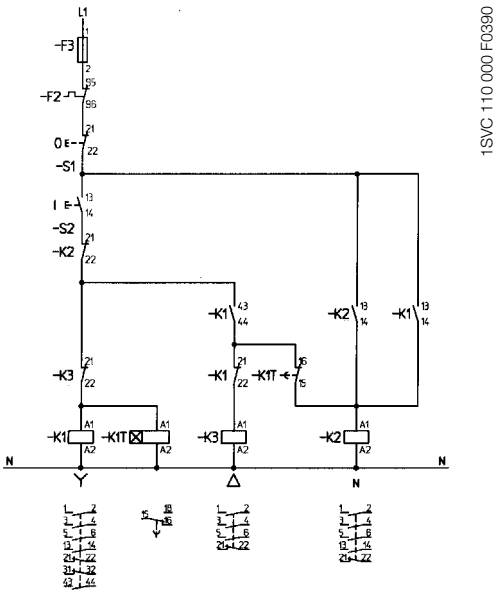 L1
1
-F3
2
95
-F2
96
21
O E
22
-S1
13
I E
14
-S2
21
-K2
22
43
-K1
44
13
-K2
14
13
-K1
14
21
-K3
22
21
-K1
22
16
-K1T
15
A1
-K1
A2
A1
-K1T
A2
A1
-K3
A2
A1
-K2
A2
N
N
Y
Δ
N
1 2
3 4
5 6
13 14
21 22
31 32
43 44
15 18
16
1 2
3 4
5 6
21 22
1 2
3 4
5 6
13 14
21 22
1SVC 110 000 F0390